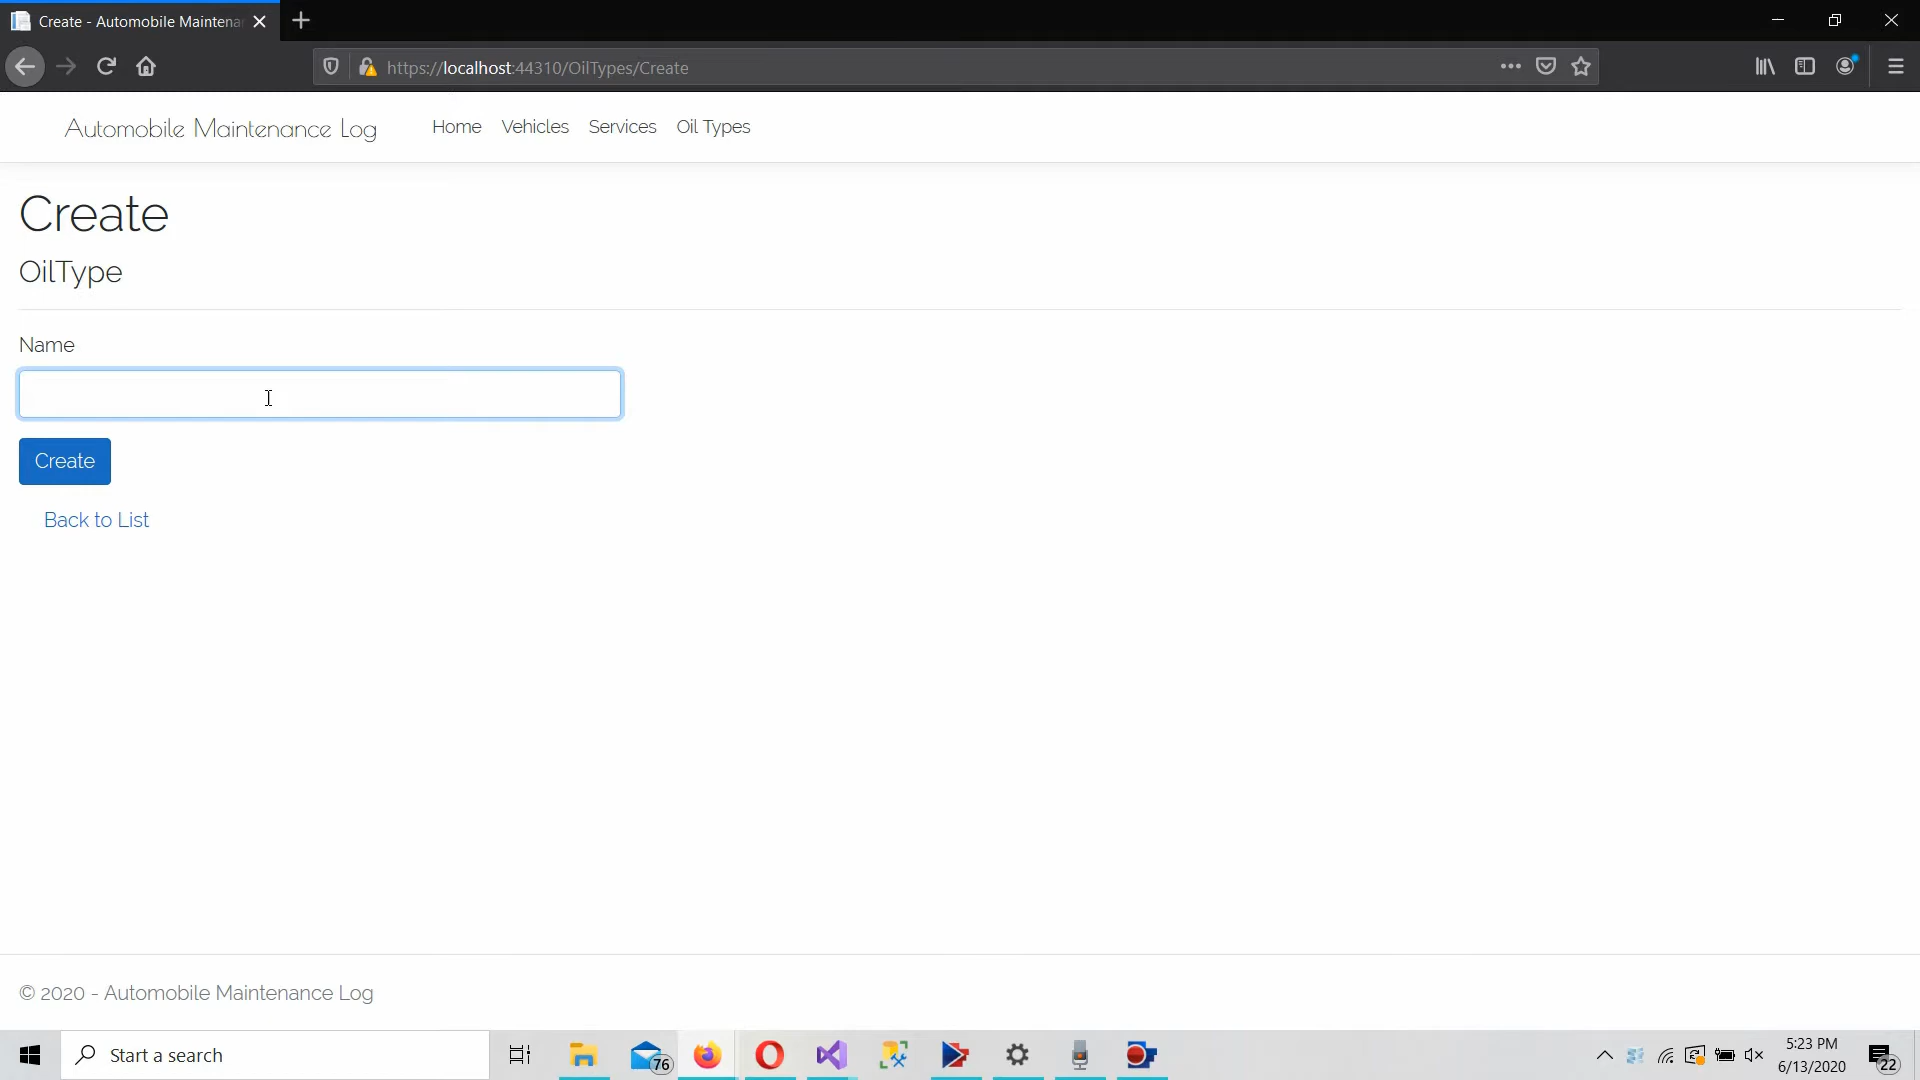 Create - Automobile Maintena
https://localhost:44310/OilTypes/Create
Automobile Maintenance Log
Home
Vehicles
Services
Oil Types
Create
OilType
Name
Create
Back to List
© 2020 - Automobile Maintenance Log
Start a search
76
5:23 PM
6/13/2020
22